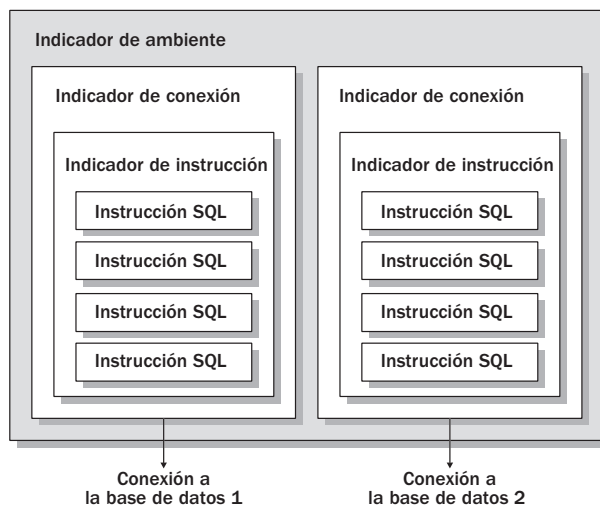 Indicador de ambiente
Indicador de conexión
Indicador de instrucción
Instrucción SQL
Instrucción SQL
Instrucción SQL
Instrucción SQL
Conexión a
la base de datos 1
Indicador de conexión
Indicador de instrucción
Instrucción SQL
Instrucción SQL
Instrucción SQL
Instrucción SQL
Conexión a
la base de datos 2